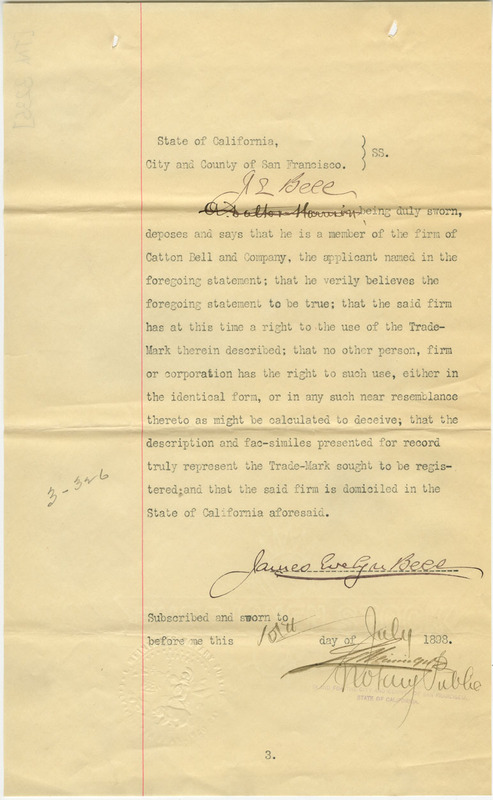 State of California,
City and County of San Francisco. } SS.
J E Bell
A. Dalton Harrison, being duly sworn,
deposes and says that he is a member of the firm of
Catton Bell and Company, the applicant named in the
foregoing statement; that he verily believes the
foregoing statement to be true; that the said firm
has at this time a right to the use of the Trade-
Mark therein described; that no other person, firm
or corporation has the right to such use, either in
the identical form, or in any such near resemblance
thereto as might be calculated to deceive; that the
description and fac-similes presented for record
truly represent the Trade-Mark sought to be regis-
tered;and that the said firm is domiciled in the
State of California aforesaid.
3-326
James Evelyn Bell
Subscribed and sworn to
before me this day of July 1898.
Notary Public
STATE OF CALIFORNIA.
3.